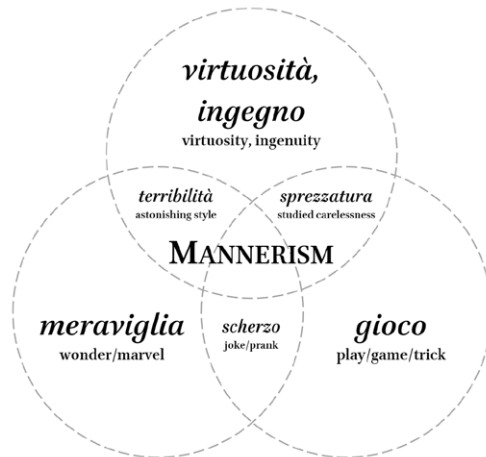 virtuosità,
ingegno
virtuosity, ingenuity
terribilità
astonishing style
sprezzatura
studied carelessness
MANNERISM
meraviglia
wonder/marvel
scherzo
joke/prank
gioco
play/game/trick